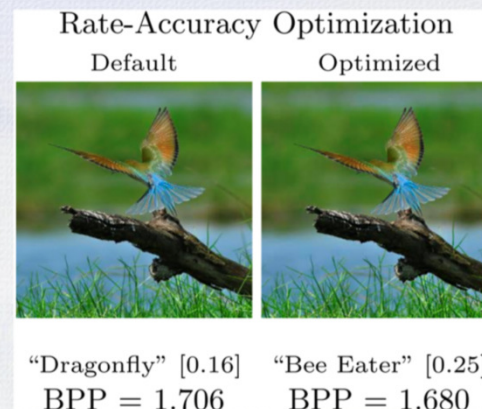 Rate-Accuracy Optimization
Default Optimized
“Dragonfly” [0.16] “Bee Eater” [0.25]
BPP = 1.706 BPP = 1.680